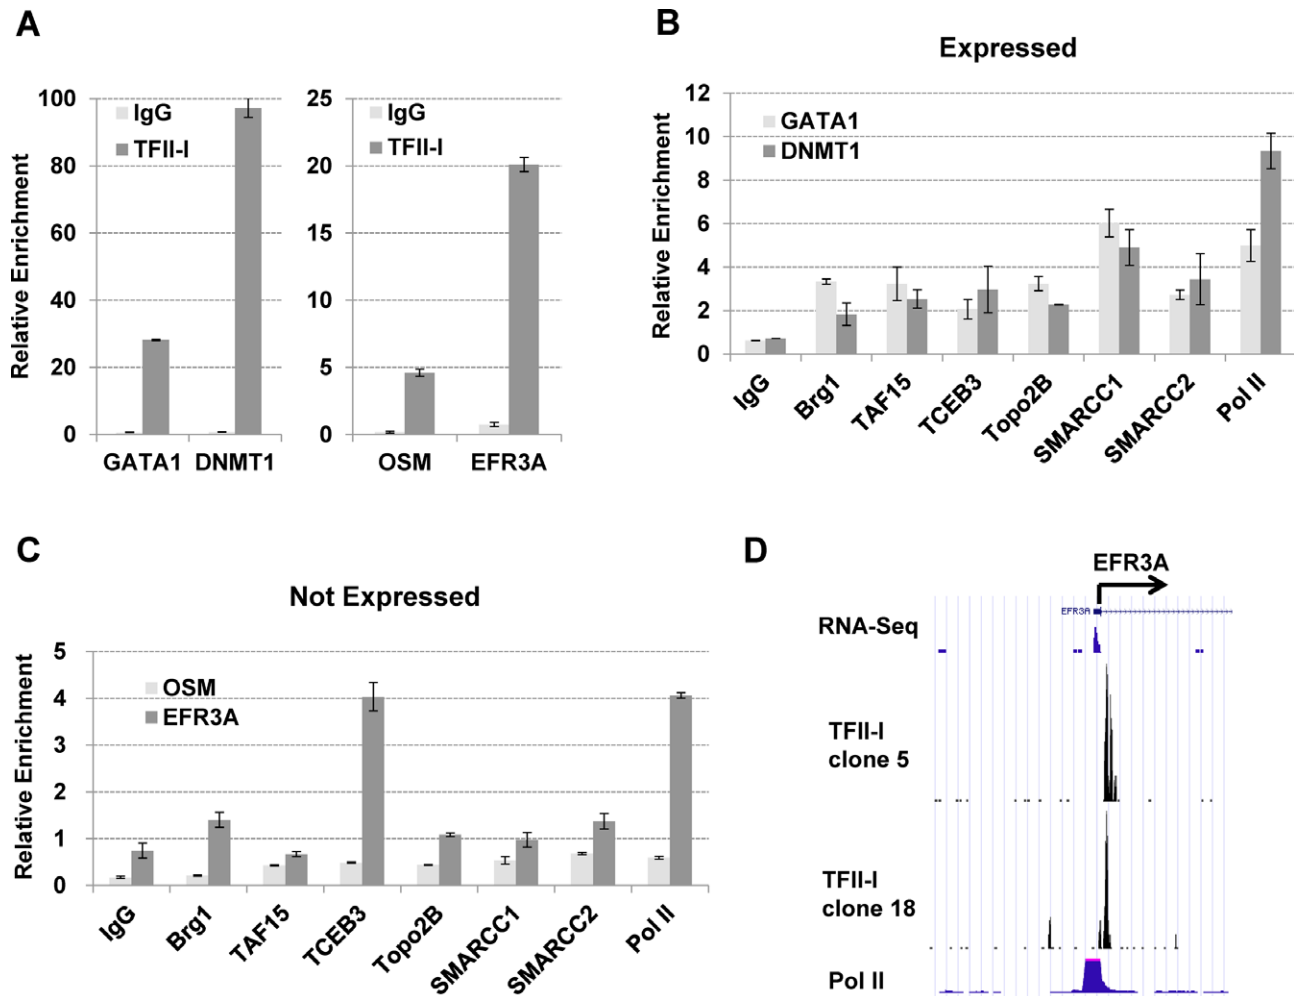 A
Relative Enrichment
100
80
60
40
20
0
IgG
TFII-I
GATA1 DNMT1
25
20
15
10
5
0
IgG
TFII-I
OSM EFR3A
B
Expressed
Relative Enrichment
12
10
8
6
4
2
0
GATA1
DNMT1
IgG
Brg1
TAF15
TCEB3
Topo2B
SMARCC1
SMARCC2
Pol II
C
Not Expressed
Relative Enrichment
5
4
3
2
1
0
OSM
EFR3A
IgG
Brg1
TAF15
TCEB3
Topo2B
SMARCC1
SMARCC2
Pol II
D
EFR3A
EFR3A
RNA-Seq
TFII-I
clone 5
TFII-I
clone 18
Pol II